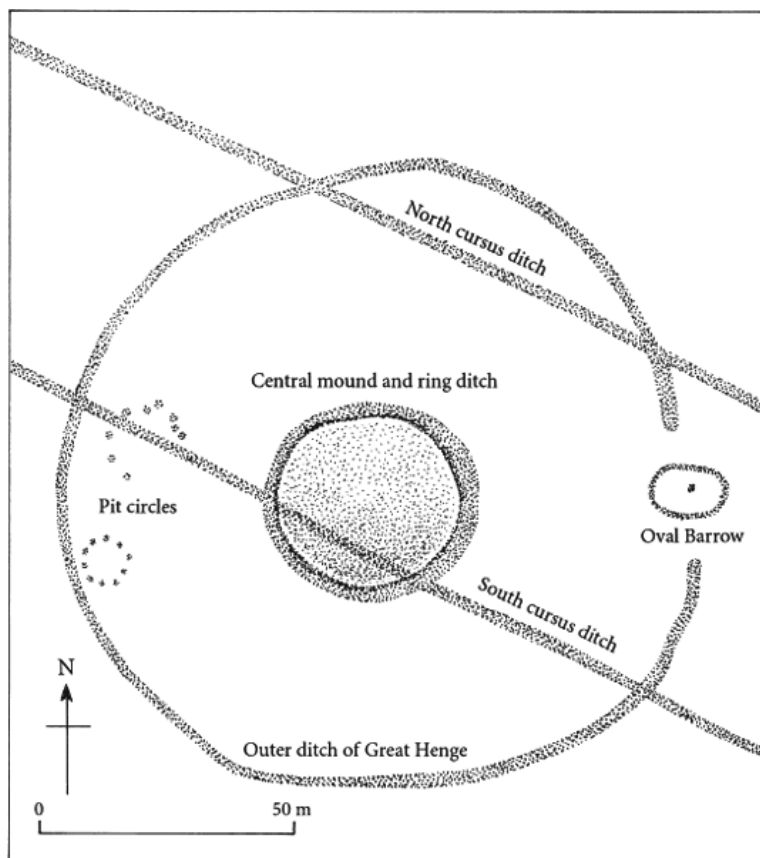 North cursus ditch
Central mound and ring ditch
Pit circles
Oval Barrow
South cursus ditch
N
Outer ditch of Great Henge
0 50 m